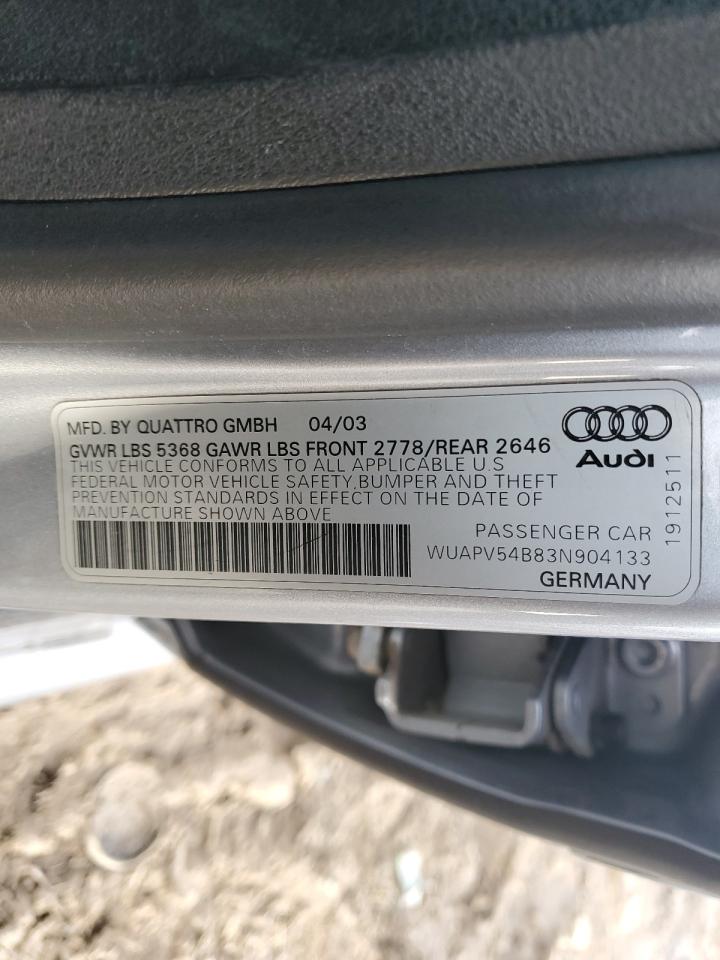 MFD. BY QUATTRO GMBH 04/03
GVWR LBS 5368 GAWR LBS FRONT 2778/REAR 2646
THIS VEHICLE CONFORMS TO ALL APPLICABLE U.S
FEDERAL MOTOR VEHICLE SAFETY,BUMPER AND THEFT
PREVENTION STANDARDS IN EFFECT ON THE DATE OF
MANUFACTURE SHOWN ABOVE
Audi
PASSENGER CAR
WUAPV54B83N904133
GERMANY
1912511